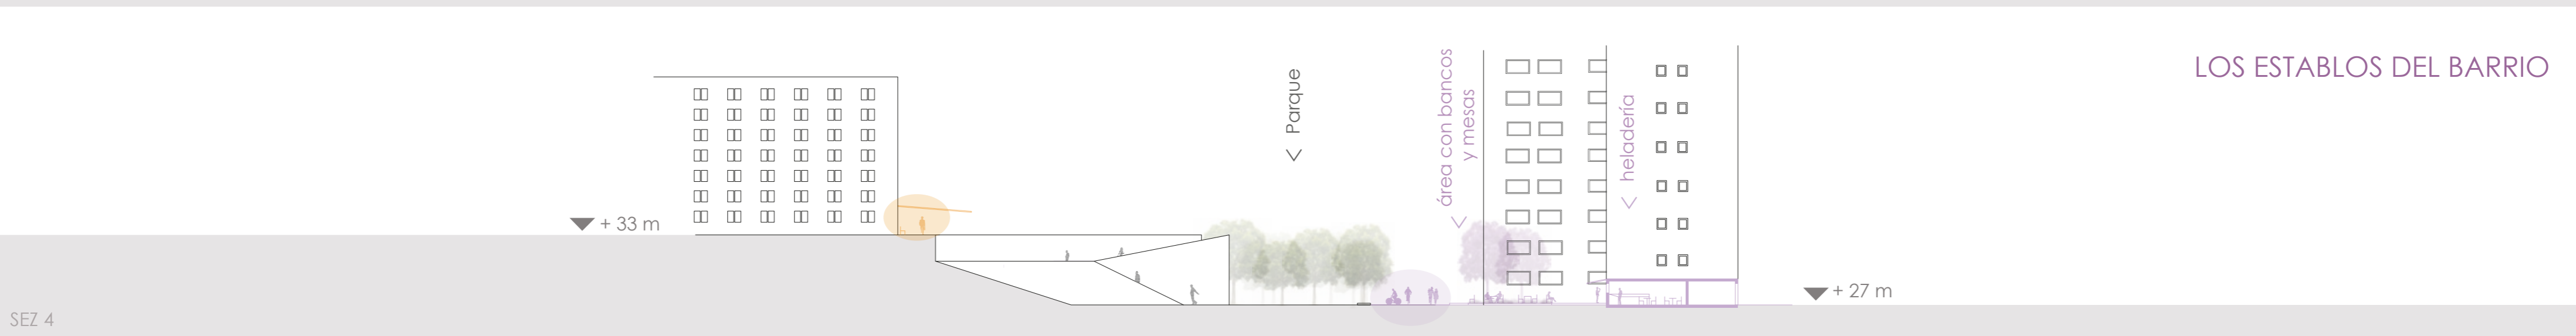 LOS ESTABLOS DEL BARRIO
< Parque
< área con bancos
y mesas
< heladería
+ 33 m
+ 27 m
SEZ 4